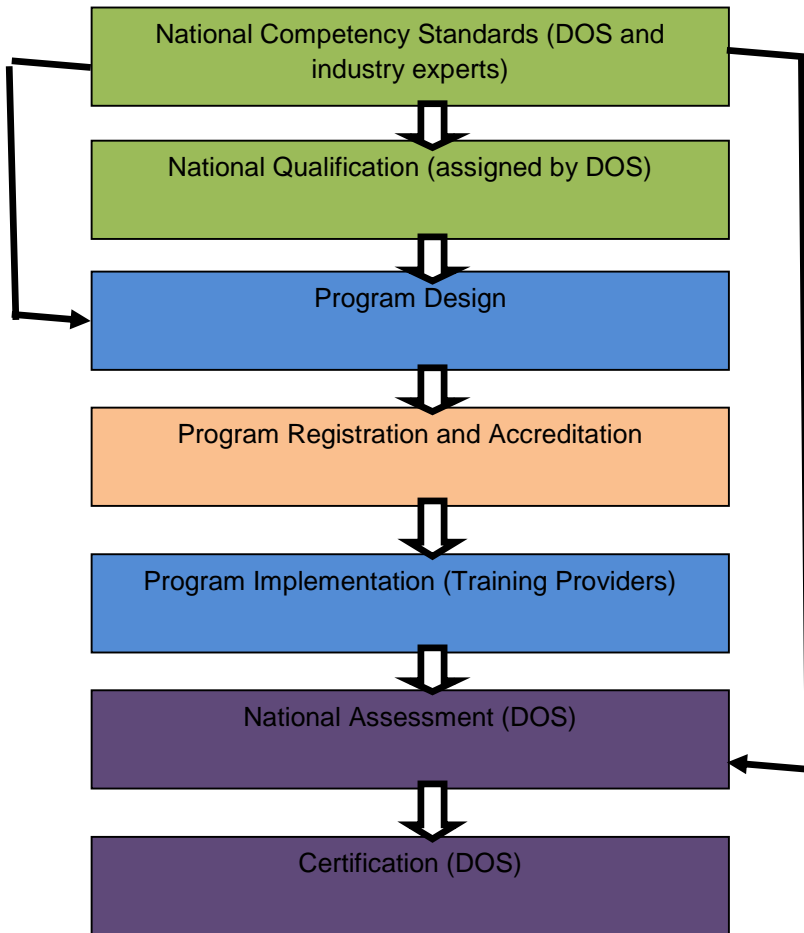 National Competency Standards (DOS and
industry experts)
National Qualification (assigned by DOS)
Program Design
Program Registration and Accreditation
Program Implementation (Training Providers)
National Assessment (DOS)
Certification (DOS)